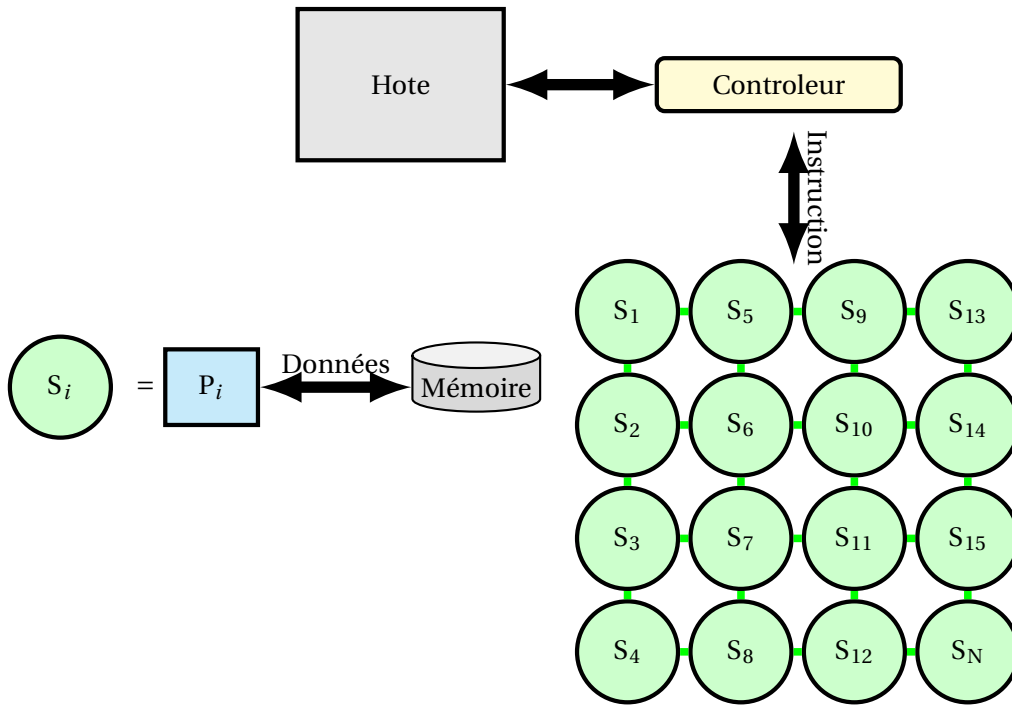 Hote
Controleur
Instruction
S₁ S₅ S₉ S₁₃
Sᵢ = Pᵢ Données Mémoire
S₂ S₆ S₁₀ S₁₄
S₃ S₇ S₁₁ S₁₅
S₄ S₈ S₁₂ S_N